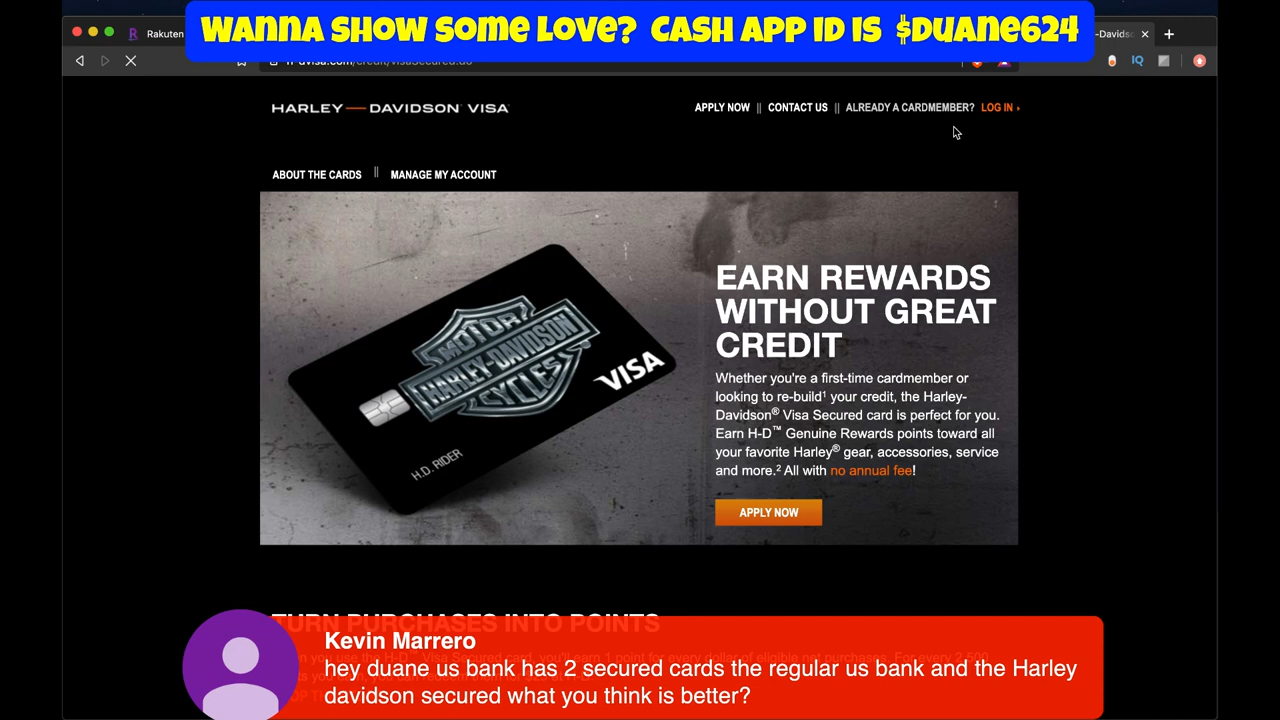 WANNA SHOW SOME LOVE? CASH APP ID IS $DUANE624
Rakuten
-Davids
IQ
HARLEY—DAVIDSON VISA
APPLY NOW || CONTACT US || ALREADY A CARDMEMBER? LOG IN
ABOUT THE CARDS || MANAGE MY ACCOUNT
MOTOR
HARLEY-DAVIDSON
CYCLES
VISA
H.D. RIDER
EARN REWARDS
WITHOUT GREAT
CREDIT
Whether you're a first-time cardmember or
looking to re-build¹ your credit, the Harley-
Davidson® Visa Secured card is perfect for you.
Earn H-D™ Genuine Rewards points toward all
your favorite Harley® gear, accessories, service
and more.² All with no annual fee!
APPLY NOW
TURN PURCHASES INTO POINTS
Kevin Marrero
hey duane us bank has 2 secured cards the regular us bank and the Harley
davidson secured what you think is better?